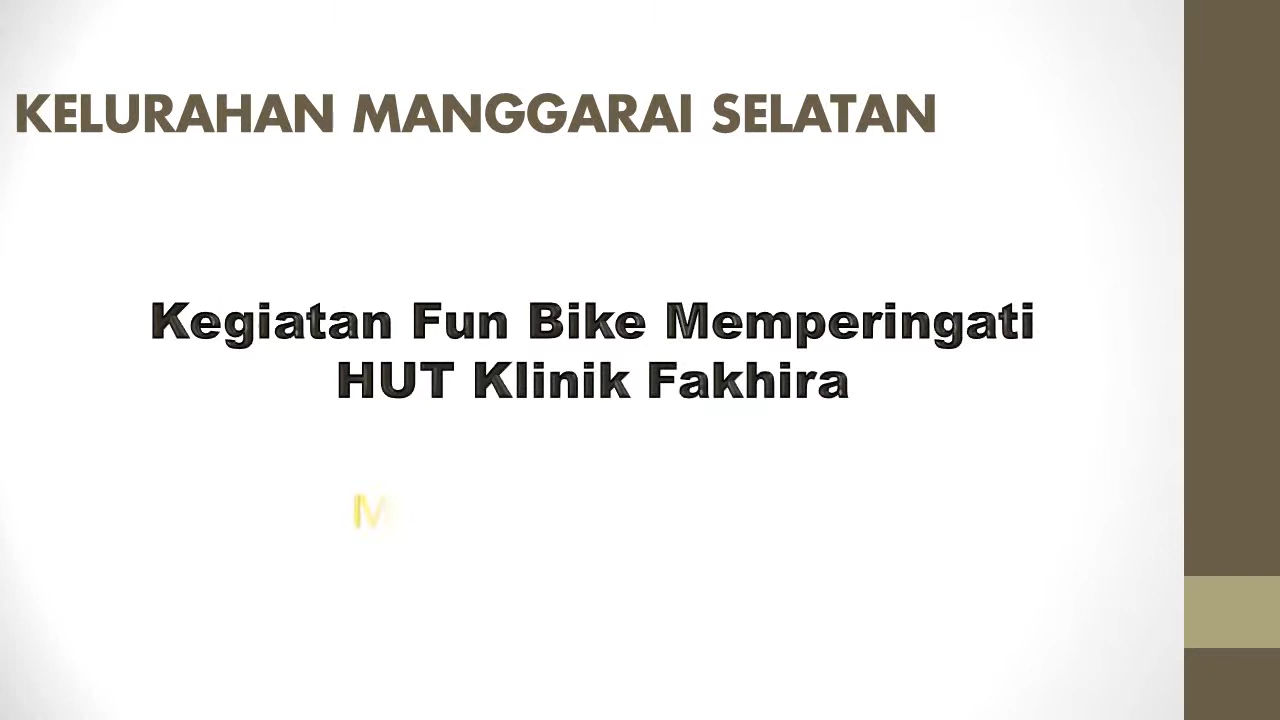 KELURAHAN MANGGARAI SELATAN
Kegiatan Fun Bike Memperingati
HUT Klinik Fakhira
M